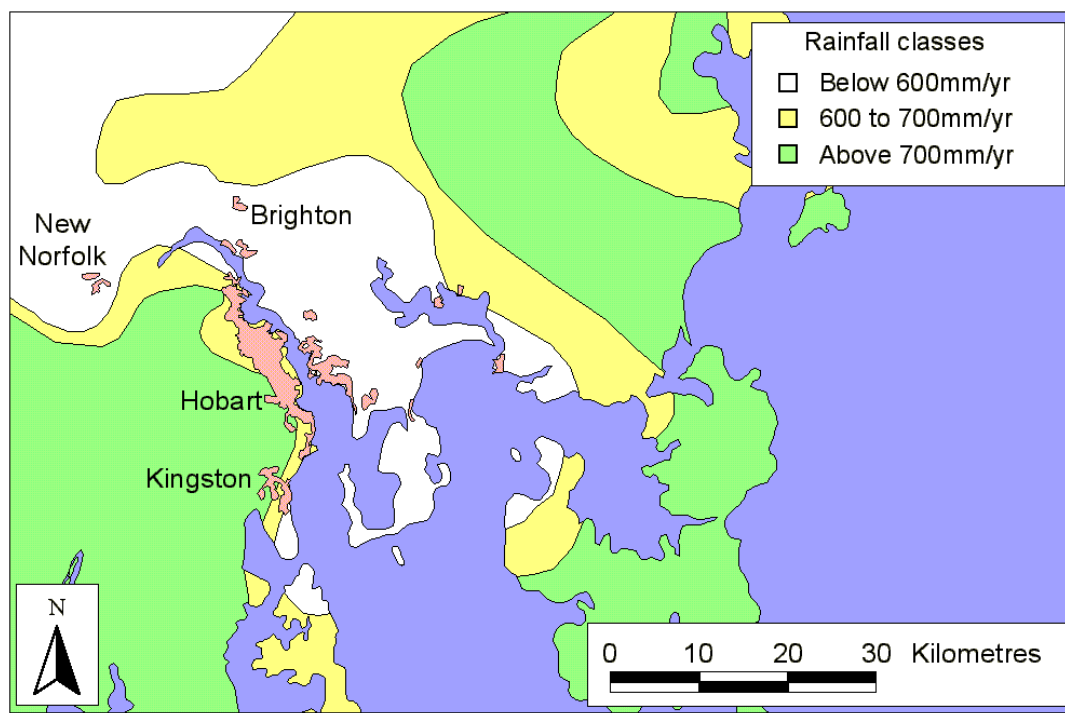 Rainfall classes
Below 600mm/yr
600 to 700mm/yr
Above 700mm/yr
Brighton
New
Norfolk
Hobart
Kingston
N
0 10 20 30 Kilometres